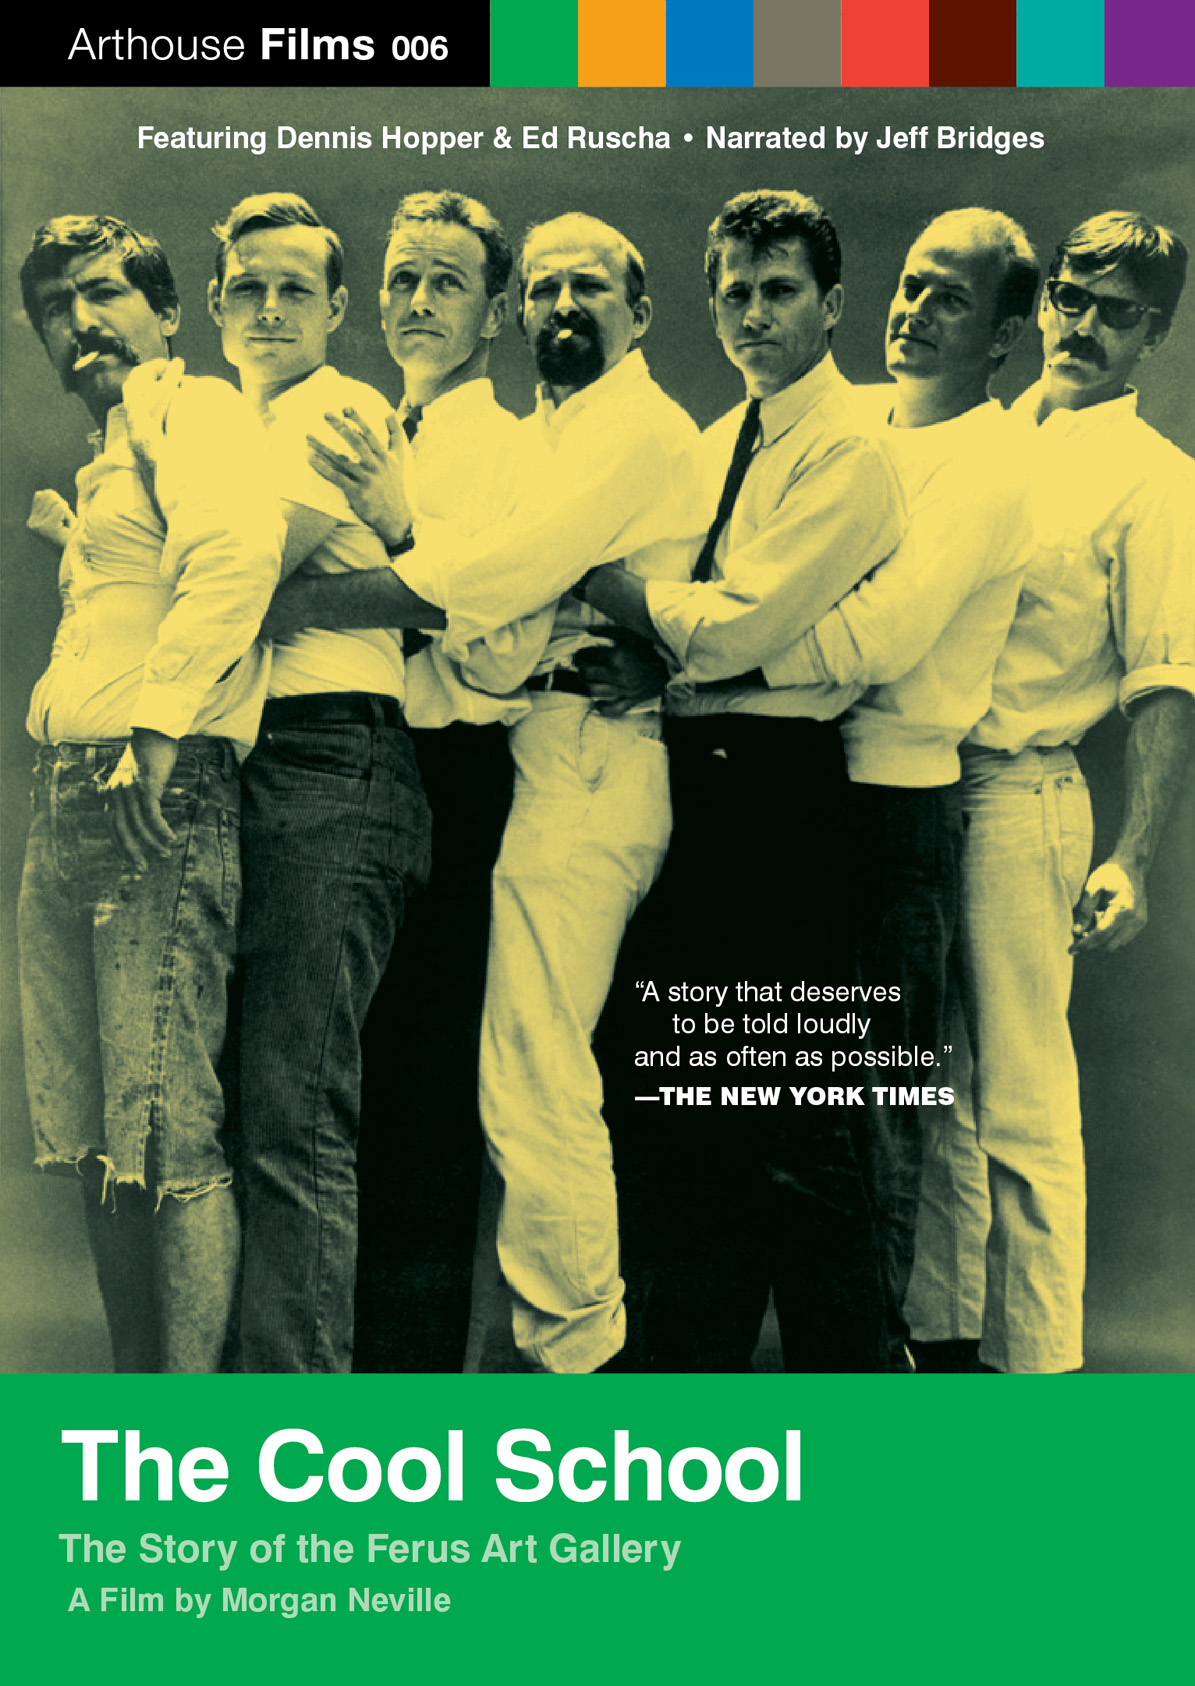 Arthouse Films 006
Featuring Dennis Hopper & Ed Ruscha • Narrated by Jeff Bridges
“A story that deserves
to be told loudly
and as often as possible.”
—THE NEW YORK TIMES
The Cool School
The Story of the Ferus Art Gallery
A Film by Morgan Neville